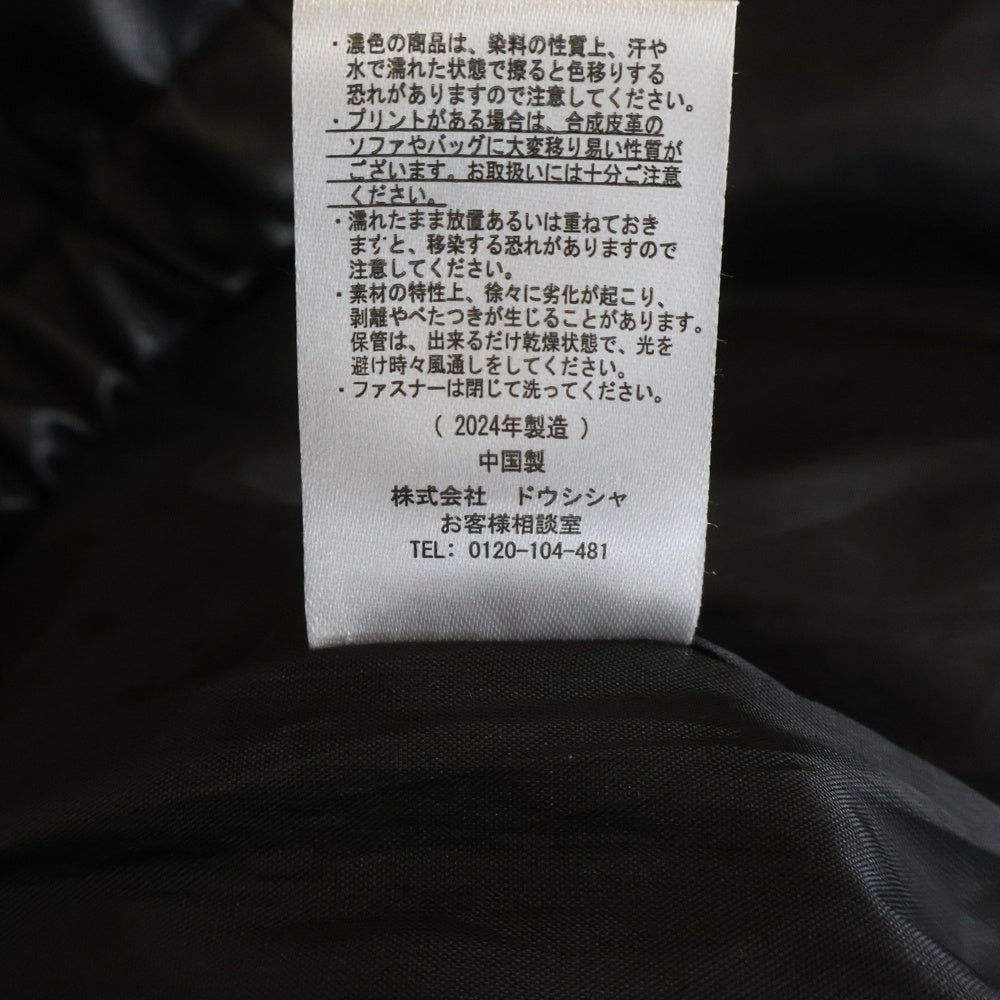 ・濃色の商品は、染料の性質上、汗や
水で濡れた状態で擦ると色移りする
恐れがありますので注意してください。
・プリントがある場合は、合成皮革の
ソファやバッグに大変移り易い性質が
ございます。お取扱いには十分ご注意
ください。
・濡れたまま放置あるいは重ねておき
ますと、移染する恐れがありますので
注意してください。
・素材の特性上、徐々に劣化が起こり、
剥離やべたつきが生じることがあります。
保管は、出来るだけ乾燥状態で、光を
避け時々風通しをしてください。
・ファスナーは閉じて洗ってください。
( 2024年製造 )
中国製
株式会社　ドウシシャ
お客様相談室
TEL: 0120-104-481